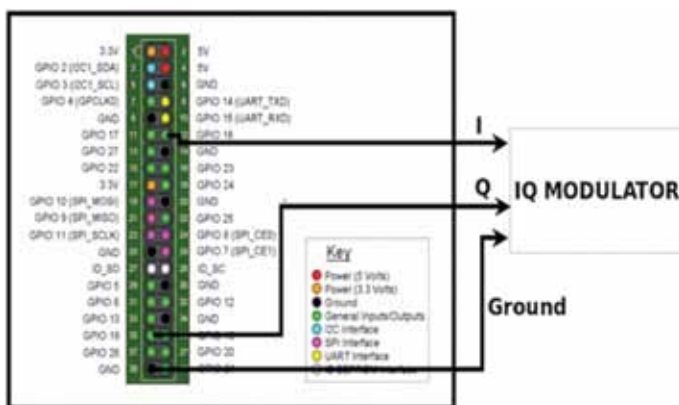 3.3V
5V
GPIO 2 (I2C1_SDA)
5V
GPIO 3 (I2C1_SCL)
GND
GPIO 4 (GPCLK0)
GPIO 14 (UART_TXD)
GND
GPIO 15 (UART_RXD)
GPIO 17
GPIO 18
GPIO 27
GND
GPIO 22
GPIO 23
3.3V
GPIO 24
GPIO 10 (SPI_MOSI)
GND
GPIO 9 (SPI_MISO)
GPIO 25
GPIO 11 (SPI_SCLK)
GPIO 8 (SPI_CE0)
GND
GPIO 7 (SPI_CE1)
ID_SD
ID_SC
GPIO 5
GND
GPIO 6
GPIO 12
GPIO 13
GND
GPIO 19
GPIO 26
GPIO 20
GND
I
Q
IQ MODULATOR
Ground
Key
Power (5 Volts)
Power (3.3 Volts)
Ground
General Inputs/Outputs
I2C Interface
SPI Interface
UART Interface